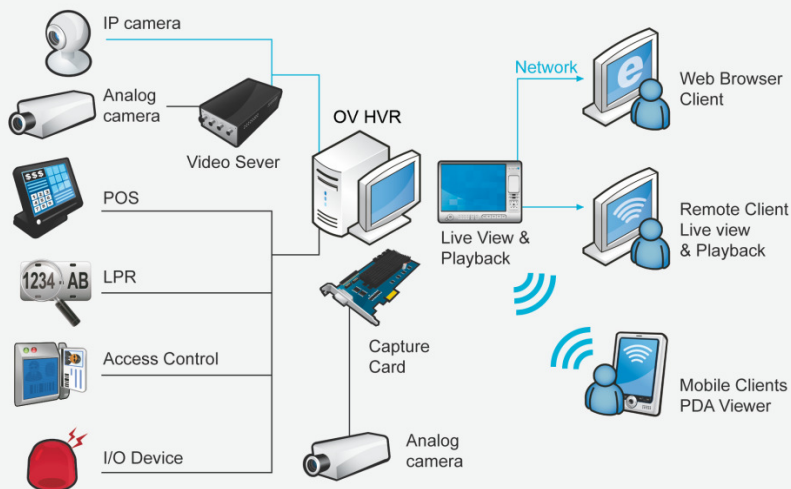 IP camera
Analog
camera
Video Sever
POS
$$$
LPR
1234 AB
Access Control
I/O Device
OV HVR
Capture
Card
Analog
camera
Live View &
Playback
Network
e
Web Browser
Client
Remote Client
Live view
& Playback
Mobile Clients
PDA Viewer